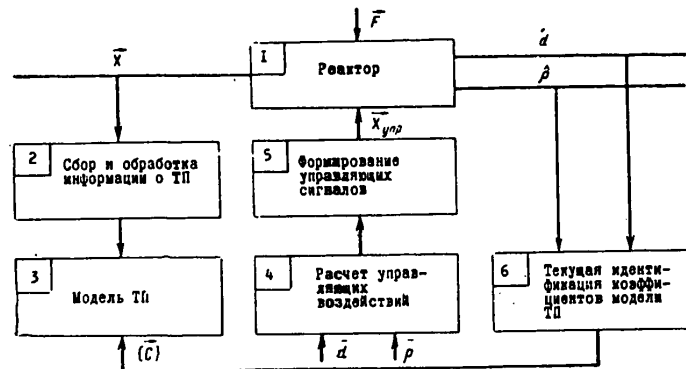 F
d
X
1
Реактор
ρ̂
X упр
2
Сбор и обработка
информации о ТП
5
Формирование
управляющих
сигналов
3
Модель ТП
4
Расчет управ-
ляющих
воздействий
6
Текущая иденти-
фикация коэффи-
циентов модели
ТП
{C}
d
ρ